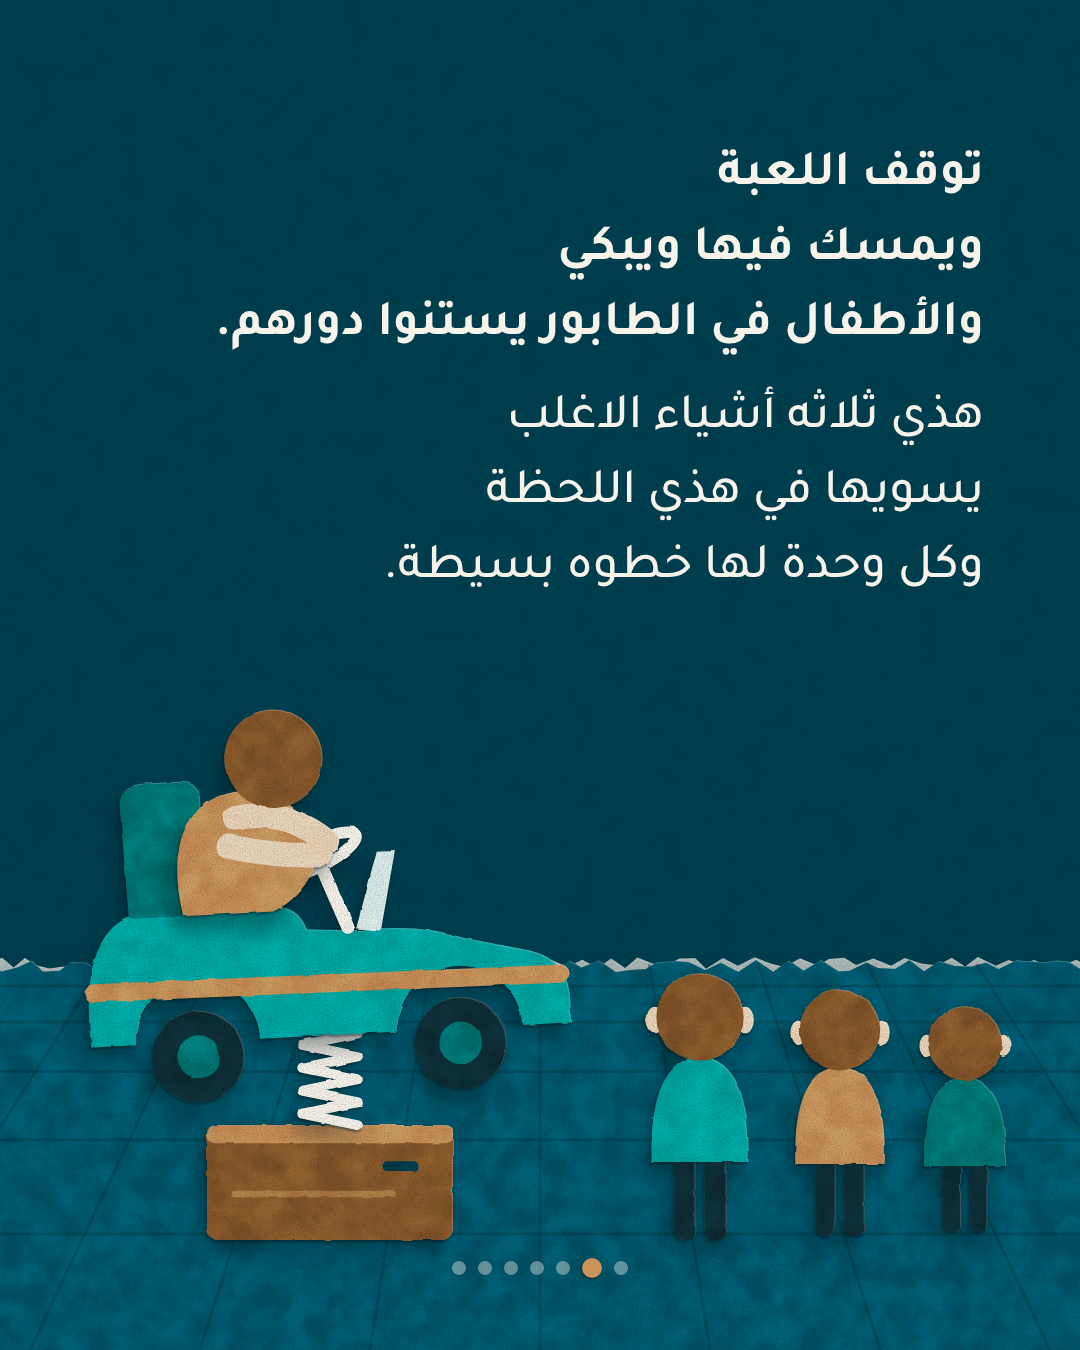 توقف اللعبة
ويمسك فيها ويبكي
والأطفال في الطابور يستنوا دورهم.
هذي ثلاثه أشياء الاغلب
يسويها في هذي اللحظة
وكل وحدة لها خطوه بسيطة.